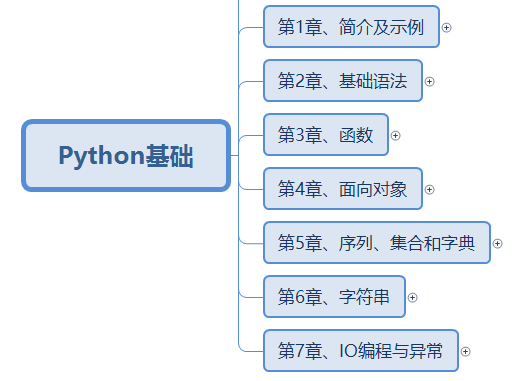 Python基础
第1章、简介及示例
第2章、基础语法
第3章、函数
第4章、面向对象
第5章、序列、集合和字典
第6章、字符串
第7章、IO编程与异常